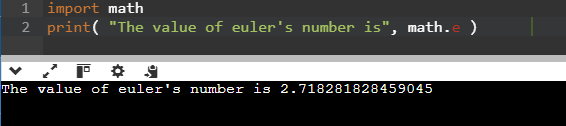 1 import math
2 print( "The value of euler's number is", math.e )
The value of euler's number is 2.718281828459045